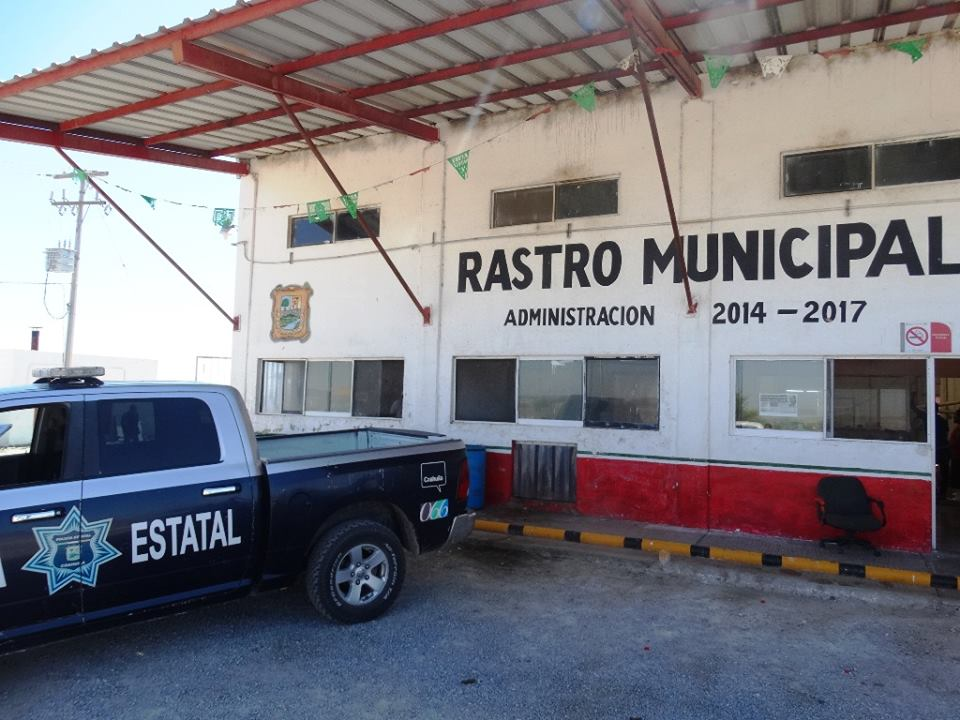 RASTRO MUNICIPAL
ADMINISTRACION 2014 - 2017
ESTATAL
Coahuila
066